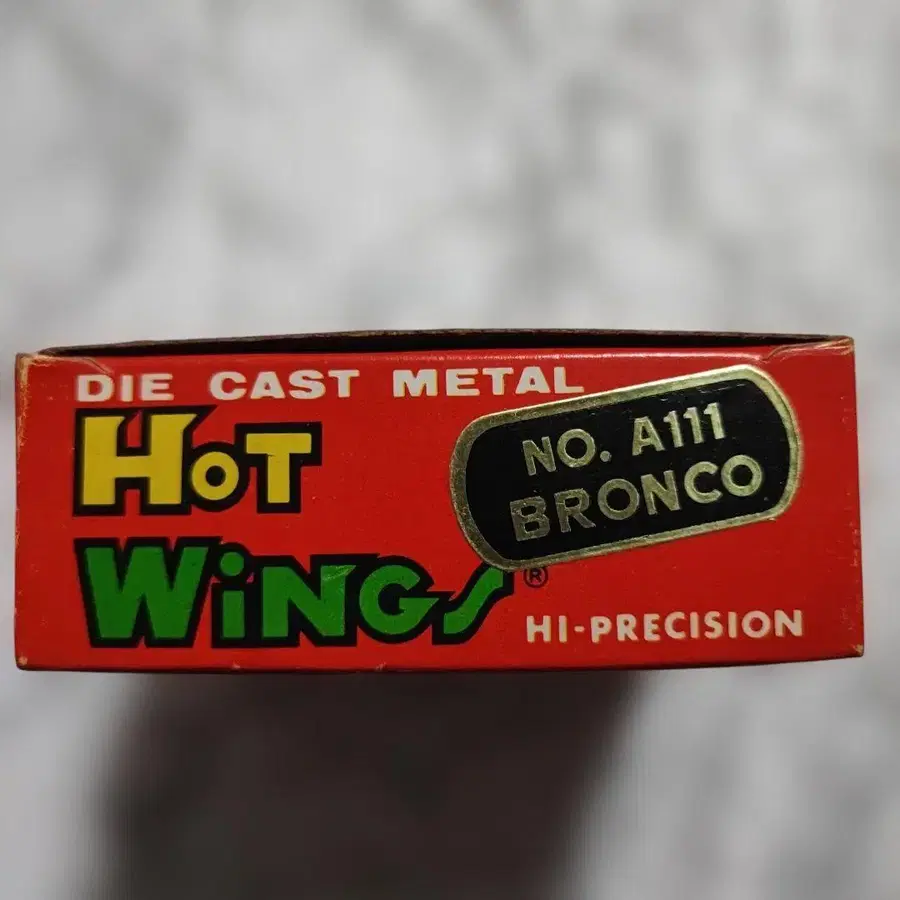 DIE CAST METAL
HOT
WiNGS®
NO. A111
BRONCO
HI-PRECISION